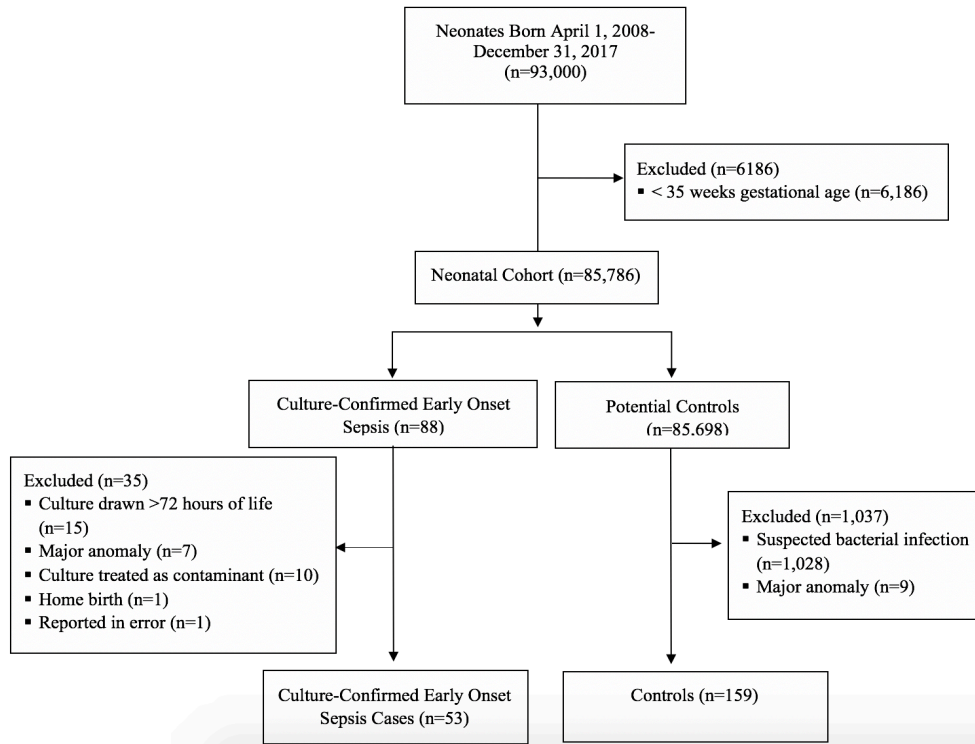 Neonates Born April 1, 2008-
December 31, 2017
(n=93,000)
Excluded (n=6186)
▪ < 35 weeks gestational age (n=6,186)
Neonatal Cohort (n=85,786)
Culture-Confirmed Early Onset
Sepsis (n=88)
Potential Controls
(n=85,698)
Excluded (n=35)
▪ Culture drawn >72 hours of life
(n=15)
▪ Major anomaly (n=7)
▪ Culture treated as contaminant (n=10)
▪ Home birth (n=1)
▪ Reported in error (n=1)
Excluded (n=1,037)
▪ Suspected bacterial infection
(n=1,028)
▪ Major anomaly (n=9)
Culture-Confirmed Early Onset
Sepsis Cases (n=53)
Controls (n=159)